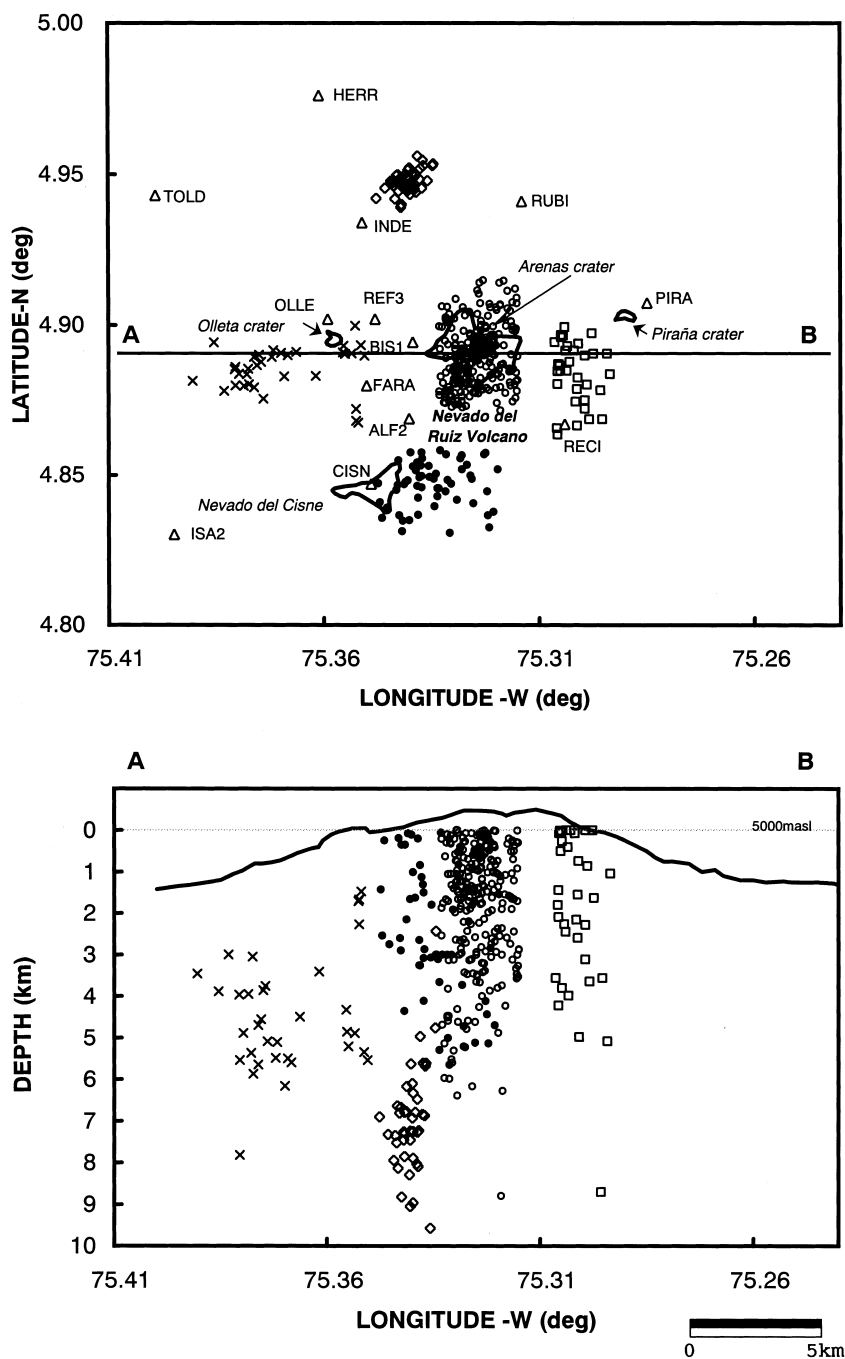 5.00
HERR
4.95
TOLD
RUBI
INDE
Arenas crater
OLLE
REF3
PIRA
Olleta crater
4.90
A
BIS1
Piraña crater
B
LATITUDE-N (deg)
FARA
ALF2
Nevado del
Ruiz Volcano
RECI
CISN
4.85
Nevado del Cisne
ISA2
4.80
75.41
75.36
75.31
75.26
LONGITUDE -W (deg)
A
B
0
5000masl
1
2
3
4
5
6
7
8
9
10
DEPTH (km)
75.41
75.36
75.31
75.26
LONGITUDE -W (deg)
0
5km